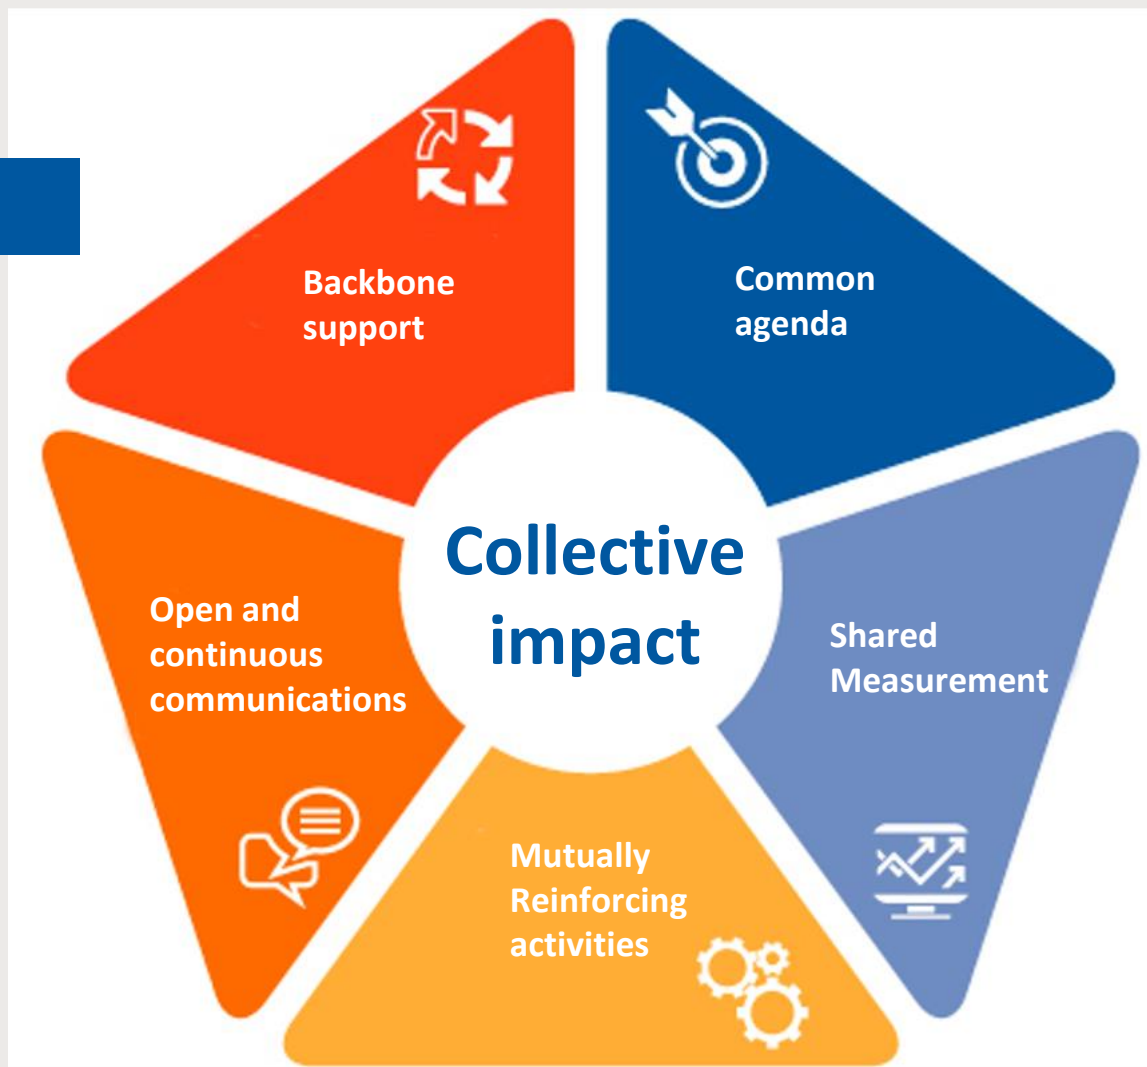 Backbone
support
Common
agenda
Collective
impact
Open and
continuous
communications
Shared
Measurement
Mutually
Reinforcing
activities